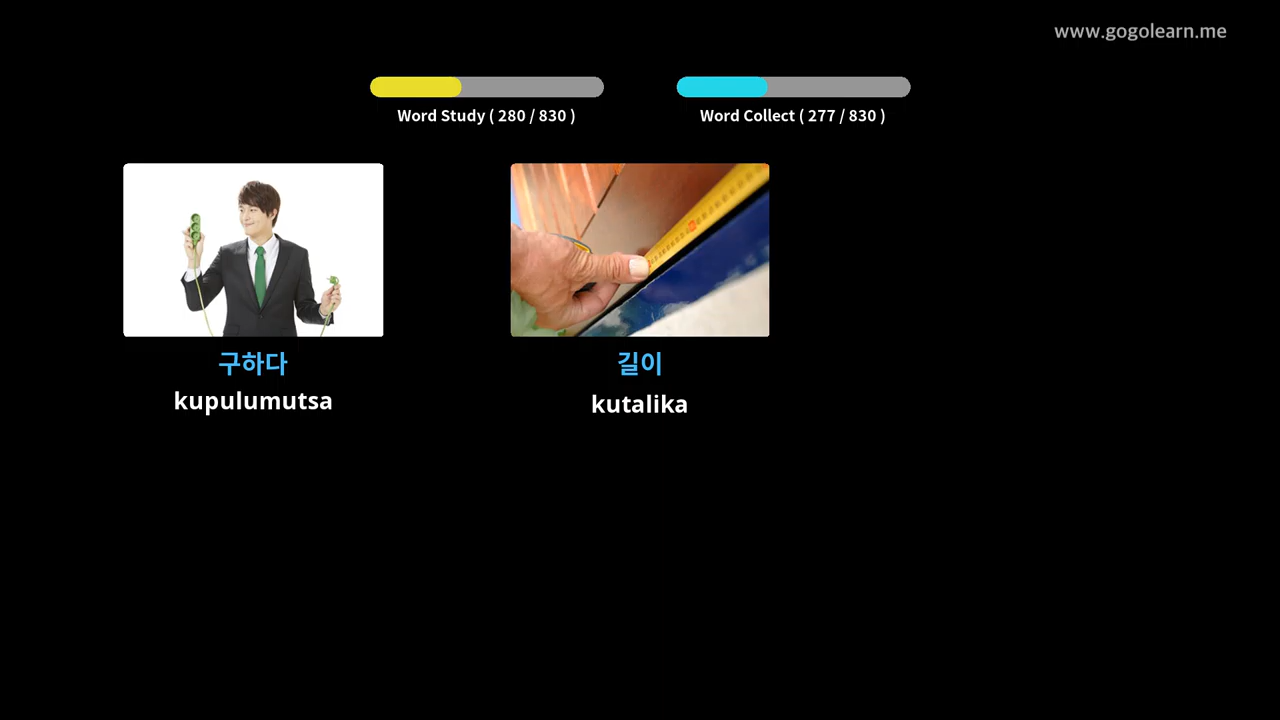 www.gogolearn.me
Word Study ( 280 / 830 )
Word Collect ( 277 / 830 )
구하다
kupulumutsa
길이
kutalika